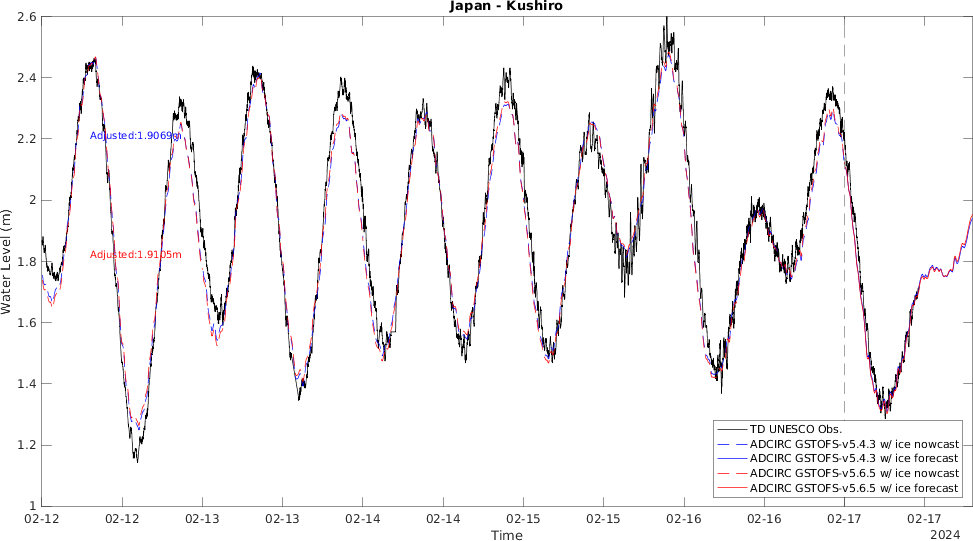 Japan - Kushiro
2.6
2.4
2.2
2
1.8
1.6
1.4
1.2
1
Water Level (m)
Adjusted:1.9069m
Adjusted:1.9105m
TD UNESCO Obs.
ADCIRC GSTOFS-v5.4.3 w/ ice nowcast
ADCIRC GSTOFS-v5.4.3 w/ ice forecast
ADCIRC GSTOFS-v5.6.5 w/ ice nowcast
ADCIRC GSTOFS-v5.6.5 w/ ice forecast
02-12 02-12 02-13 02-13 02-14 02-14 02-15 02-15 02-16 02-16 02-17 02-17
Time
2024